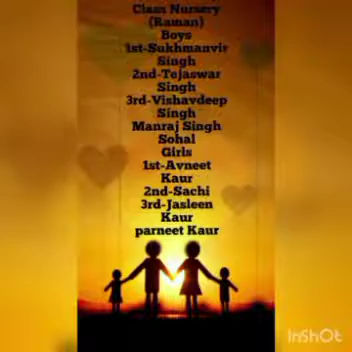 Class Nursery
(Raman)
Boys
1st-Sukhmanvir
Singh
2nd-Tejaswar
Singh
3rd-Vishavdeep
Singh
Manraj Singh
Sohal
Girls
1st-Avneet
Kaur
2nd-Sachi
3rd-Jasleen
Kaur
parneet Kaur
InShOt